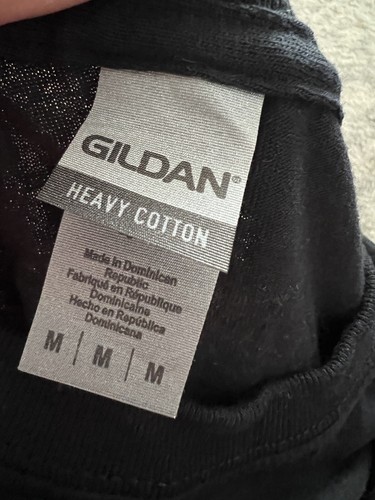 GILDAN®
HEAVY COTTON
Made in Dominican
Republic
Fabriqué en République
Dominicaine
Hecho en República
Dominicana
M | M | M